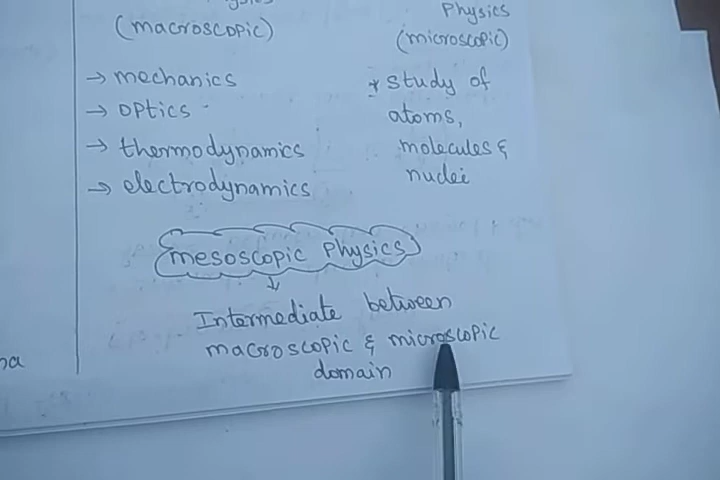 Physics
(macroscopic)
(microscopic)
→ mechanics
→ optics
→ thermodynamics
→ electrodynamics
* study of
atoms,
molecules &
nuclei
mesoscopic Physics
↓
Intermediate between
macroscopic & microscopic
domain